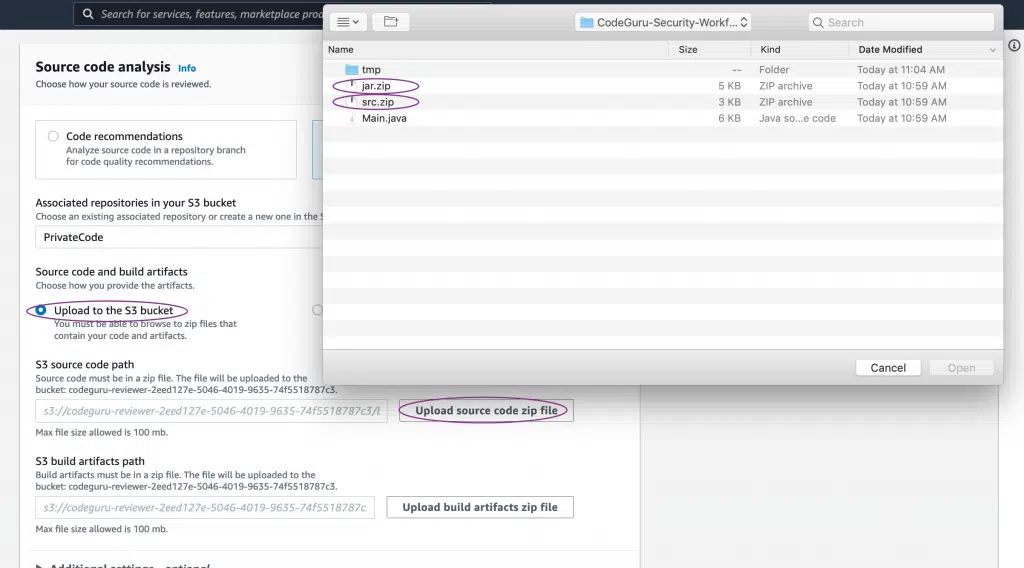 Search for services, features, marketplace prod
CodeGuru-Security-Workf...
Search
Name Size Kind Date Modified
tmp -- Folder Today at 11:04 AM
jar.zip 5 KB ZIP archive Today at 10:59 AM
src.zip 3 KB ZIP archive Today at 10:59 AM
Main.java 6 KB Java so...e code Today at 10:59 AM
Cancel Open
Source code analysis Info
Choose how your source code is reviewed.
Code recommendations
Analyze source code in a repository branch
for code quality recommendations.
Associated repositories in your S3 bucket
Choose an existing associated repository or create a new one in the S
PrivateCode
Source code and build artifacts
Choose how you provide the artifacts.
Upload to the S3 bucket
You must be able to browse to zip files that
contain your code and artifacts.
S3 source code path
Source code must be in a zip file. The file will be uploaded to the
bucket: codeguru-reviewer-2eed127e-5046-4019-9635-74f5518787c3.
s3://codeguru-reviewer-2eed127e-5046-4019-9635-74f5518787c3/
Upload source code zip file
Max file size allowed is 100 mb.
S3 build artifacts path
Build artifacts must be in a zip file. The file will be uploaded to the
bucket: codeguru-reviewer-2eed127e-5046-4019-9635-74f5518787c3.
s3://codeguru-reviewer-2eed127e-5046-4019-9635-74f5518787c
Upload build artifacts zip file
Max file size allowed is 100 mb.
Additional settings - optional